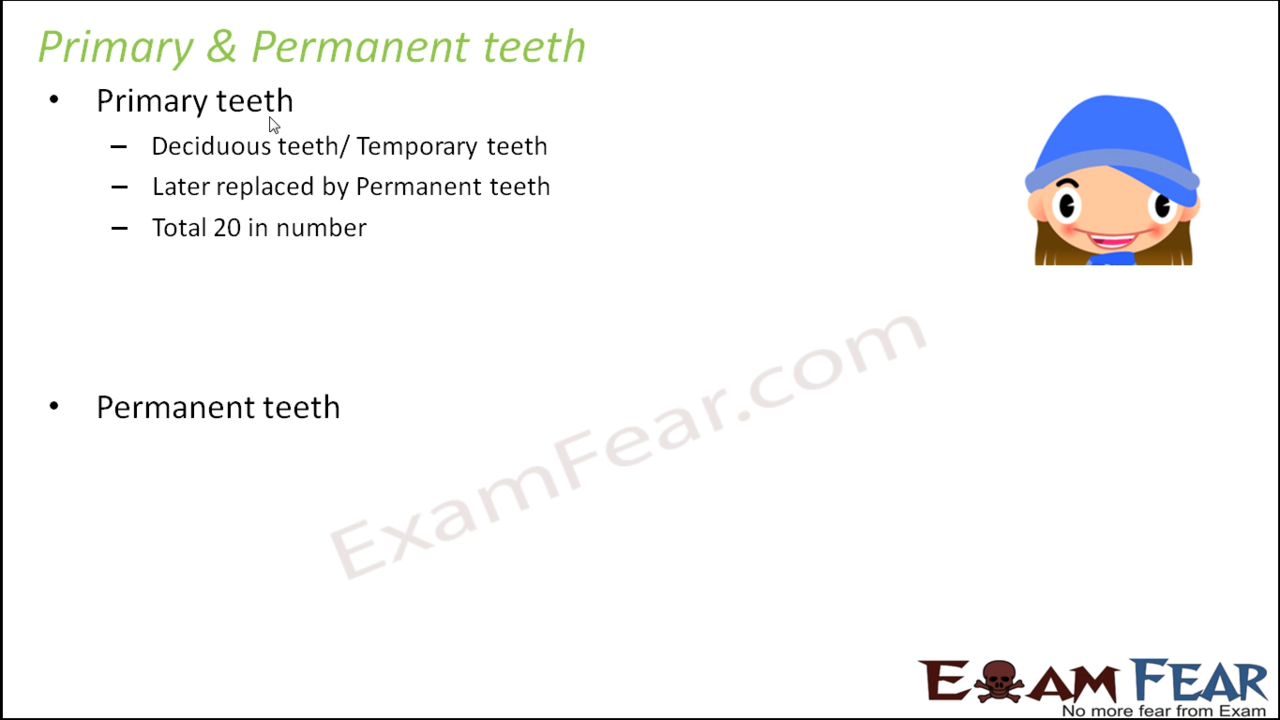 Primary & Permanent teeth
• Primary teeth
– Deciduous teeth/ Temporary teeth
– Later replaced by Permanent teeth
– Total 20 in number
• Permanent teeth
ExamFear.com
EXAM FEAR
No more fear from Exam